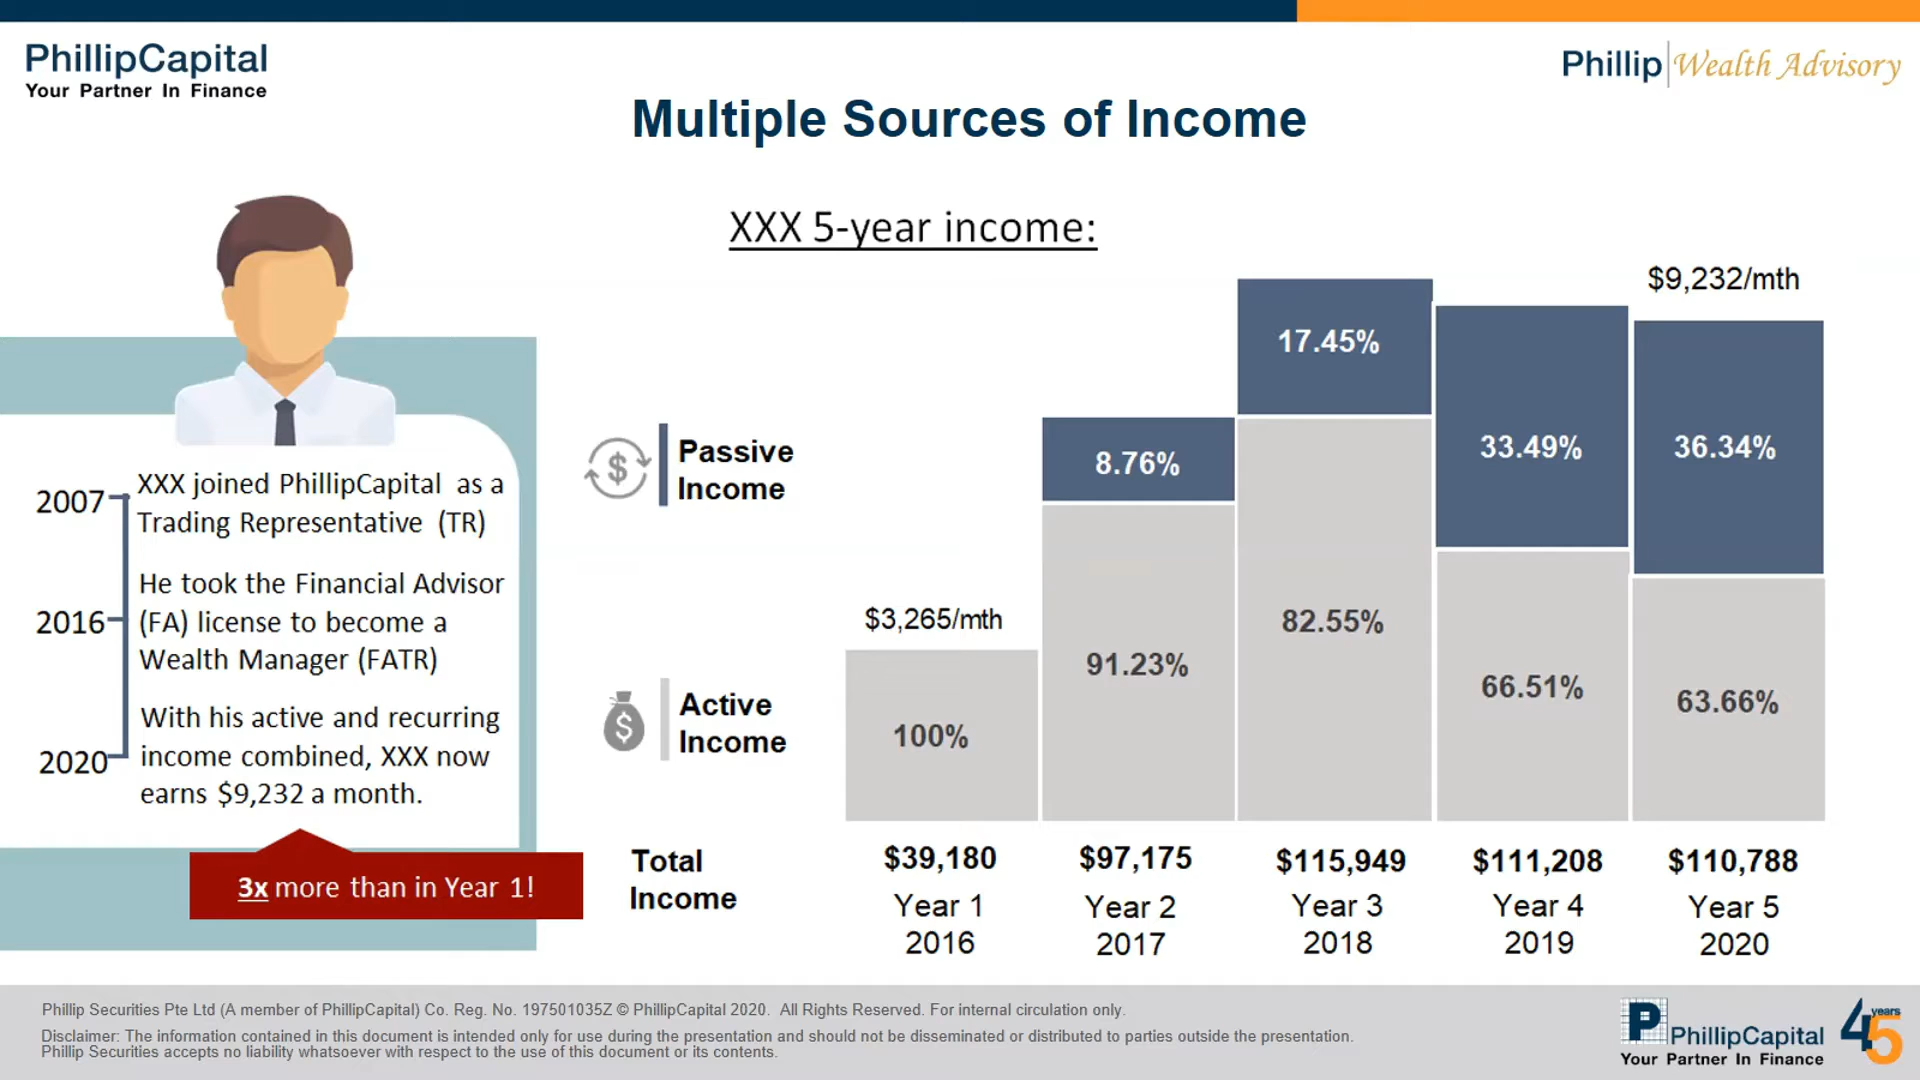 PhillipCapital
Your Partner In Finance
Phillip Wealth Advisory
Multiple Sources of Income
XXX 5-year income:
2007
XXX joined PhillipCapital as a
Trading Representative (TR)
2016
He took the Financial Advisor
(FA) license to become a
Wealth Manager (FATR)
2020
With his active and recurring
income combined, XXX now
earns $9,232 a month.
3x more than in Year 1!
$
Passive
Income
$
Active
Income
$3,265/mth
100%
8.76%
91.23%
17.45%
82.55%
33.49%
66.51%
$9,232/mth
36.34%
63.66%
Total
Income
$39,180
Year 1
2016
$97,175
Year 2
2017
$115,949
Year 3
2018
$111,208
Year 4
2019
$110,788
Year 5
2020
Phillip Securities Pte Ltd (A member of PhillipCapital) Co. Reg. No. 197501035Z © PhillipCapital 2020. All Rights Reserved. For internal circulation only.
Disclaimer: The information contained in this document is intended only for use during the presentation and should not be disseminated or distributed to parties outside the presentation.
Phillip Securities accepts no liability whatsoever with respect to the use of this document or its contents.
P PhillipCapital
Your Partner In Finance
45 years